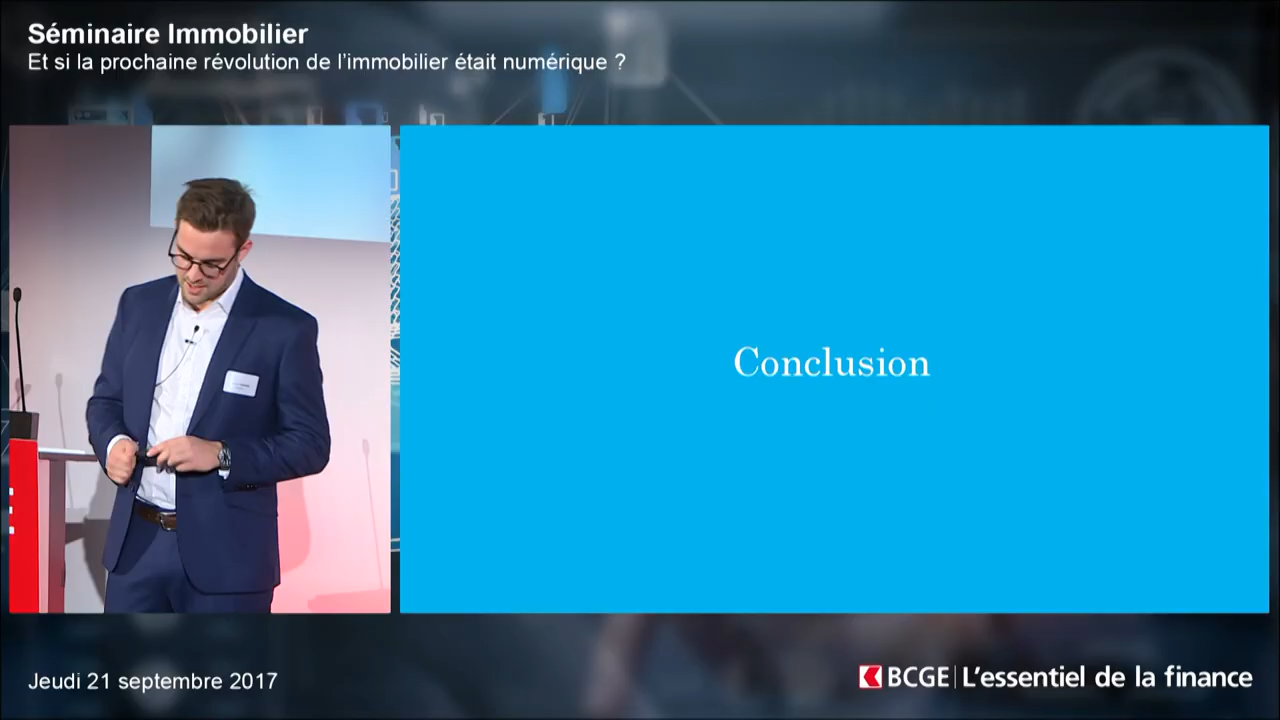 Séminaire Immobilier
Et si la prochaine révolution de l'immobilier était numérique ?
Conclusion
Jeudi 21 septembre 2017
BCGE L'essentiel de la finance